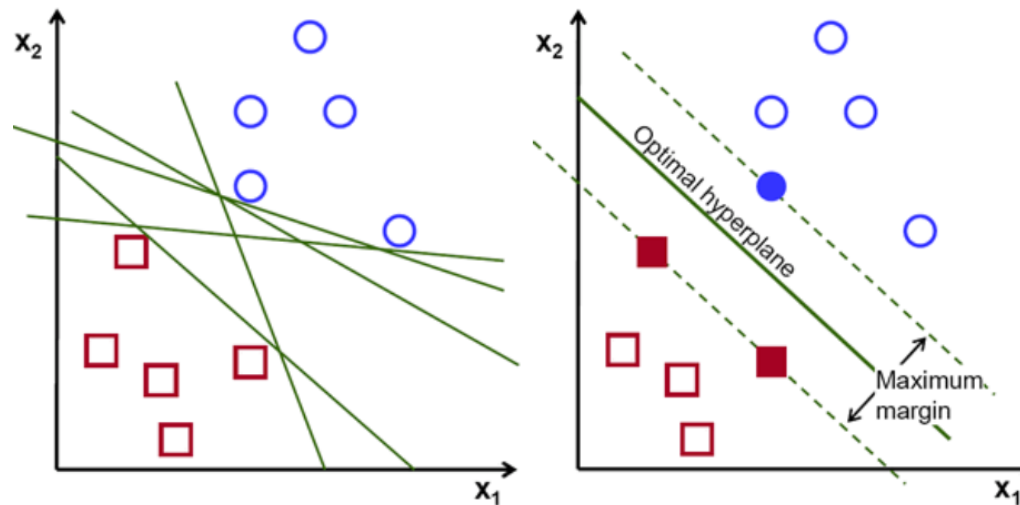 x₂
x₁
x₂
Optimal hyperplane
Maximum
margin
x₁